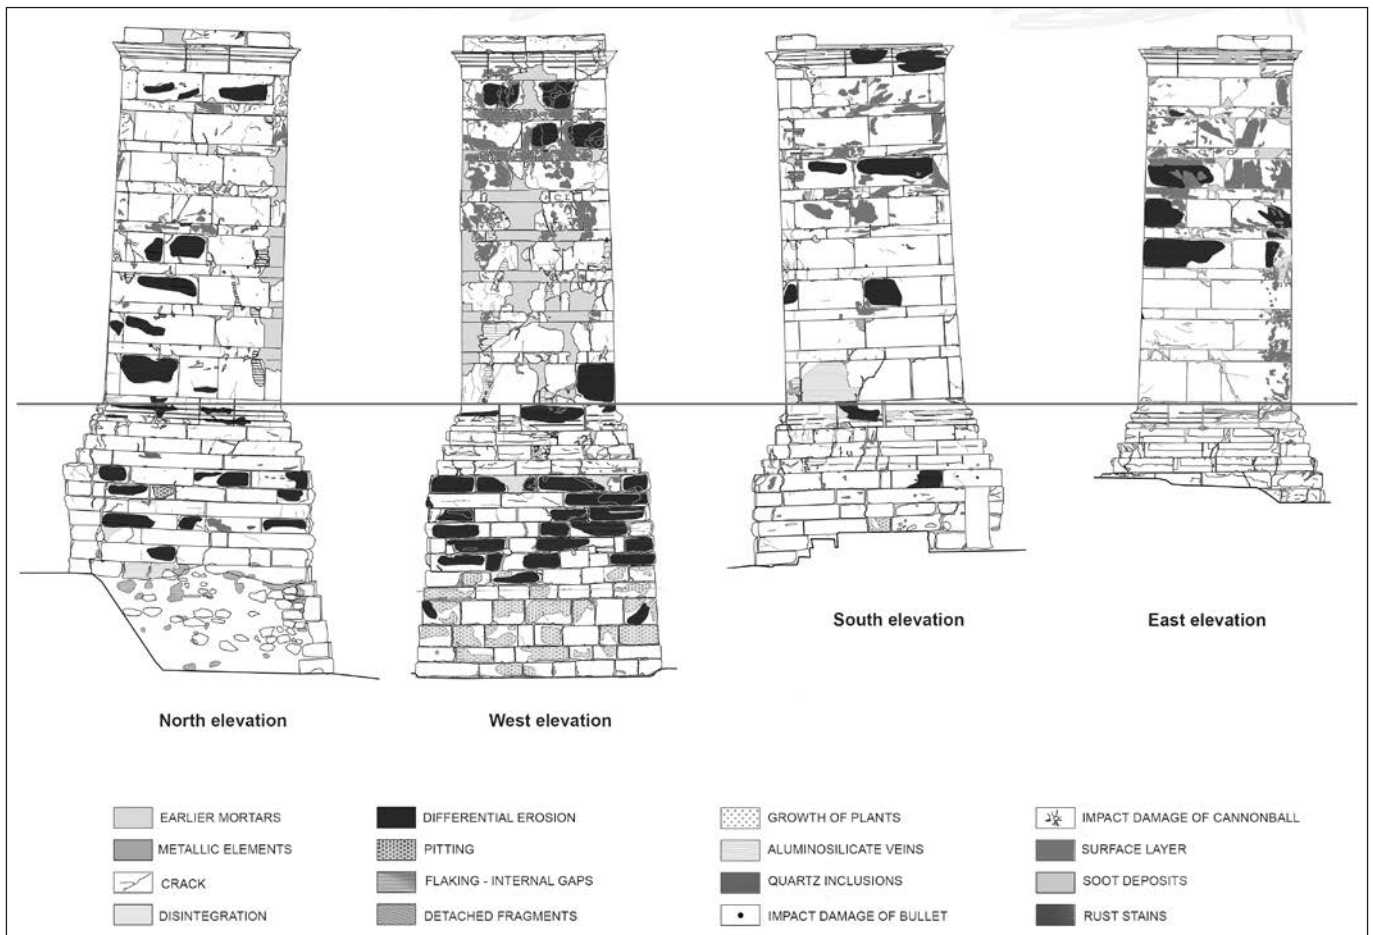 South elevation
East elevation
North elevation
West elevation
EARLIER MORTARS
DIFFERENTIAL EROSION
GROWTH OF PLANTS
IMPACT DAMAGE OF CANNONBALL
METALLIC ELEMENTS
PITTING
ALUMINOSILICATE VEINS
SURFACE LAYER
CRACK
FLAKING - INTERNAL GAPS
QUARTZ INCLUSIONS
SOOT DEPOSITS
DISINTEGRATION
DETACHED FRAGMENTS
IMPACT DAMAGE OF BULLET
RUST STAINS